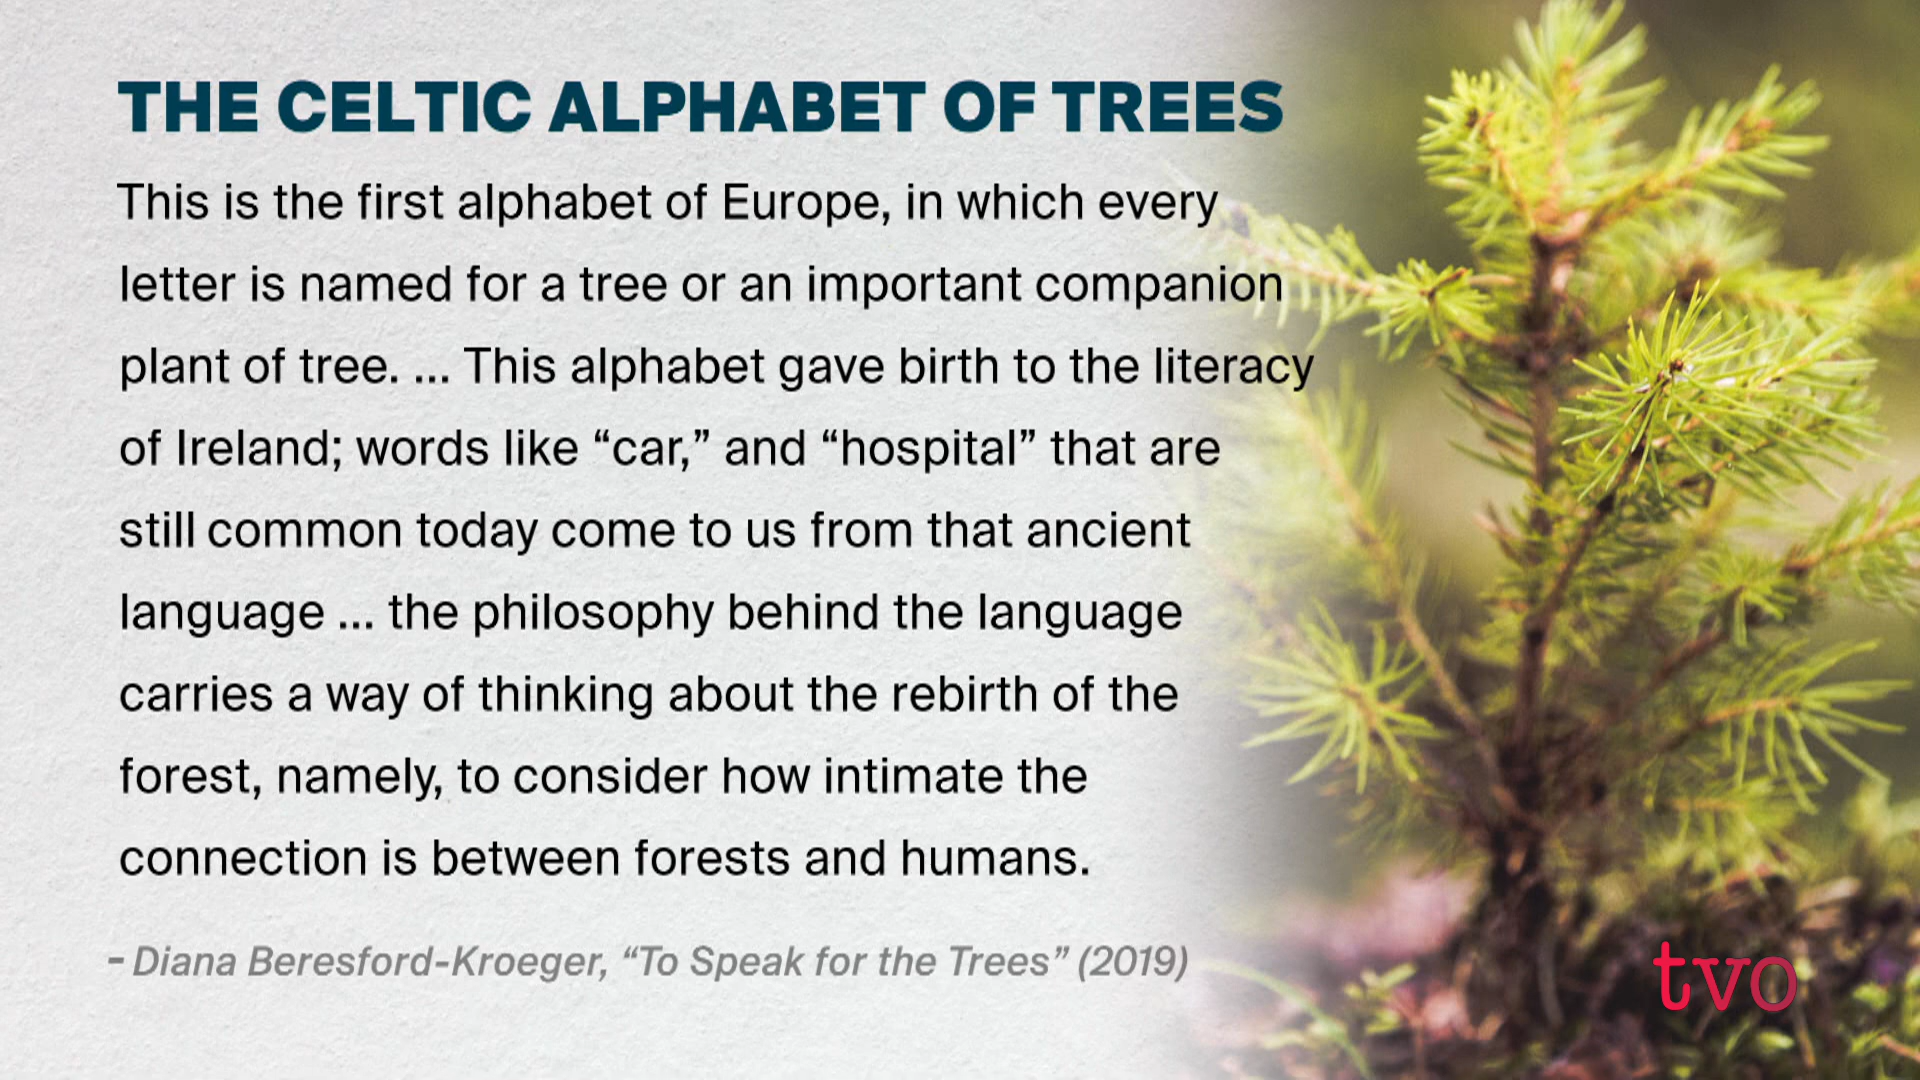 THE CELTIC ALPHABET OF TREES
This is the first alphabet of Europe, in which every
letter is named for a tree or an important companion
plant of tree. ... This alphabet gave birth to the literacy
of Ireland; words like “car,” and “hospital” that are
still common today come to us from that ancient
language ... the philosophy behind the language
carries a way of thinking about the rebirth of the
forest, namely, to consider how intimate the
connection is between forests and humans.
- Diana Beresford-Kroeger, “To Speak for the Trees” (2019)
tvo